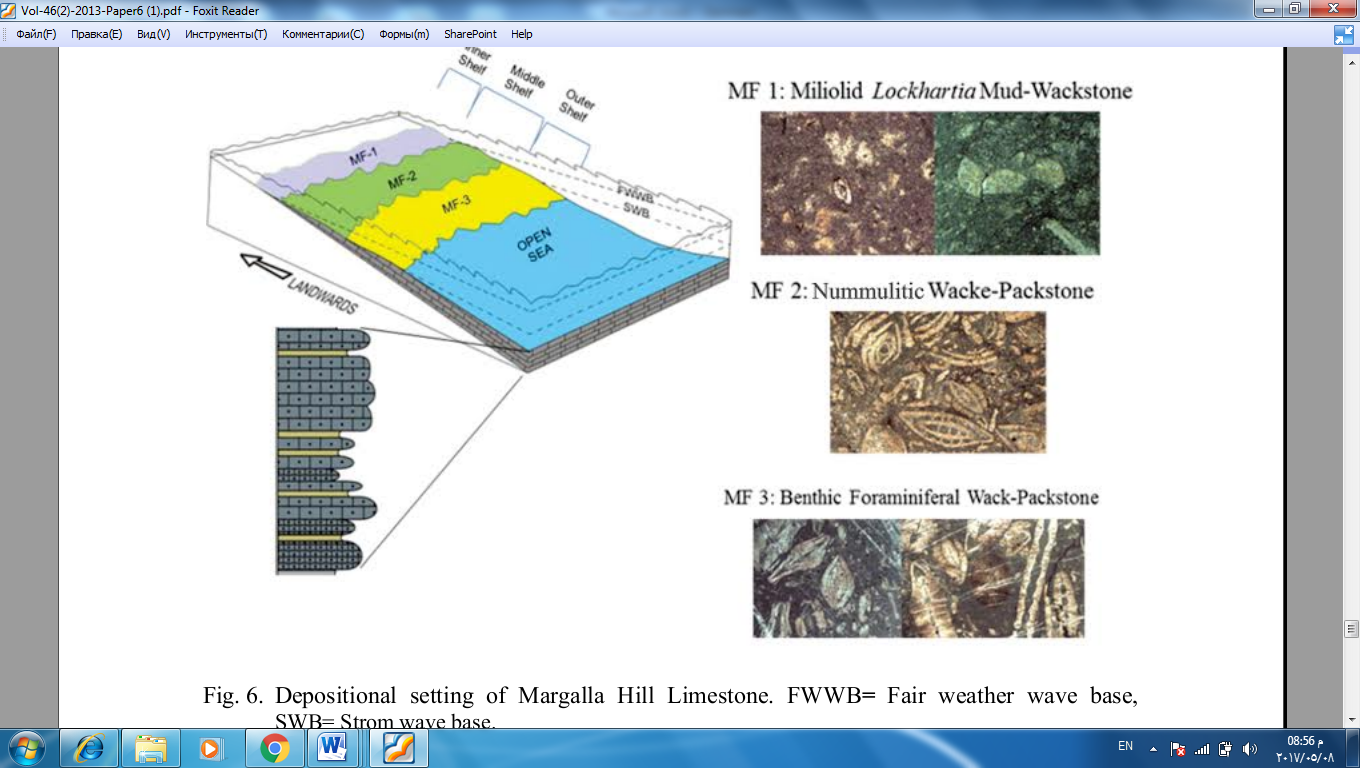 Vol-46(2)-2013-Paper6 (1).pdf - Foxit Reader
Файл(F) Правка(E) Вид(V) Инструменты(T) Комментарии(C) Формы(m) SharePoint Help
Inner Shelf
Middle Shelf
Outer Shelf
MF-1
MF-2
MF-3
OPEN SEA
FWWB
SWB
LANDWARDS
MF 1: Miliolid Lockhartia Mud-Wackstone
MF 2: Nummulitic Wacke-Packstone
MF 3: Benthic Foraminiferal Wack-Packstone
Fig. 6. Depositional setting of Margalla Hill Limestone. FWWB= Fair weather wave base,
SWB= Strom wave base.
EN
08:56 م
٢٠١٧/٠٥/٠٨